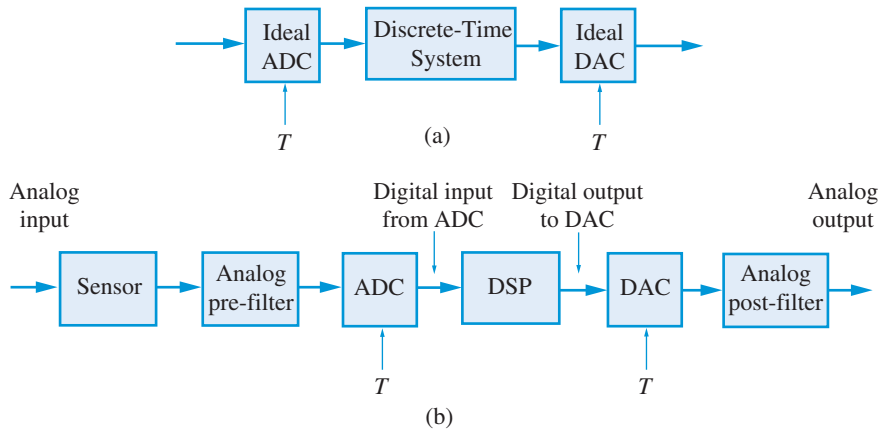 Ideal
ADC
Discrete-Time
System
Ideal
DAC
T
T
(a)
Analog
input
Digital input
from ADC
Digital output
to DAC
Analog
output
Sensor
Analog
pre-filter
ADC
DSP
DAC
Analog
post-filter
T
T
(b)